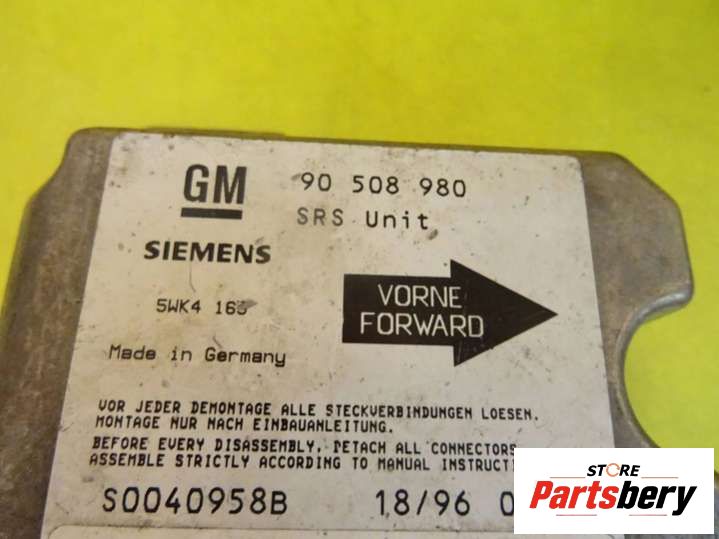 GM 90 508 980
SRS Unit
SIEMENS
5WK4 163
VORNE
FORWARD
Made in Germany
VOR JEDER DEMONTAGE ALLE STECKVERBINDUNGEN LOESEN.
MONTAGE NUR NACH EINBAUANLEITUNG.
BEFORE EVERY DISASSEMBLY, DETACH ALL CONNECTORS
ASSEMBLE STRICTLY ACCORDING TO MANUAL
S0040958B 18/96
STORE
Partsbery